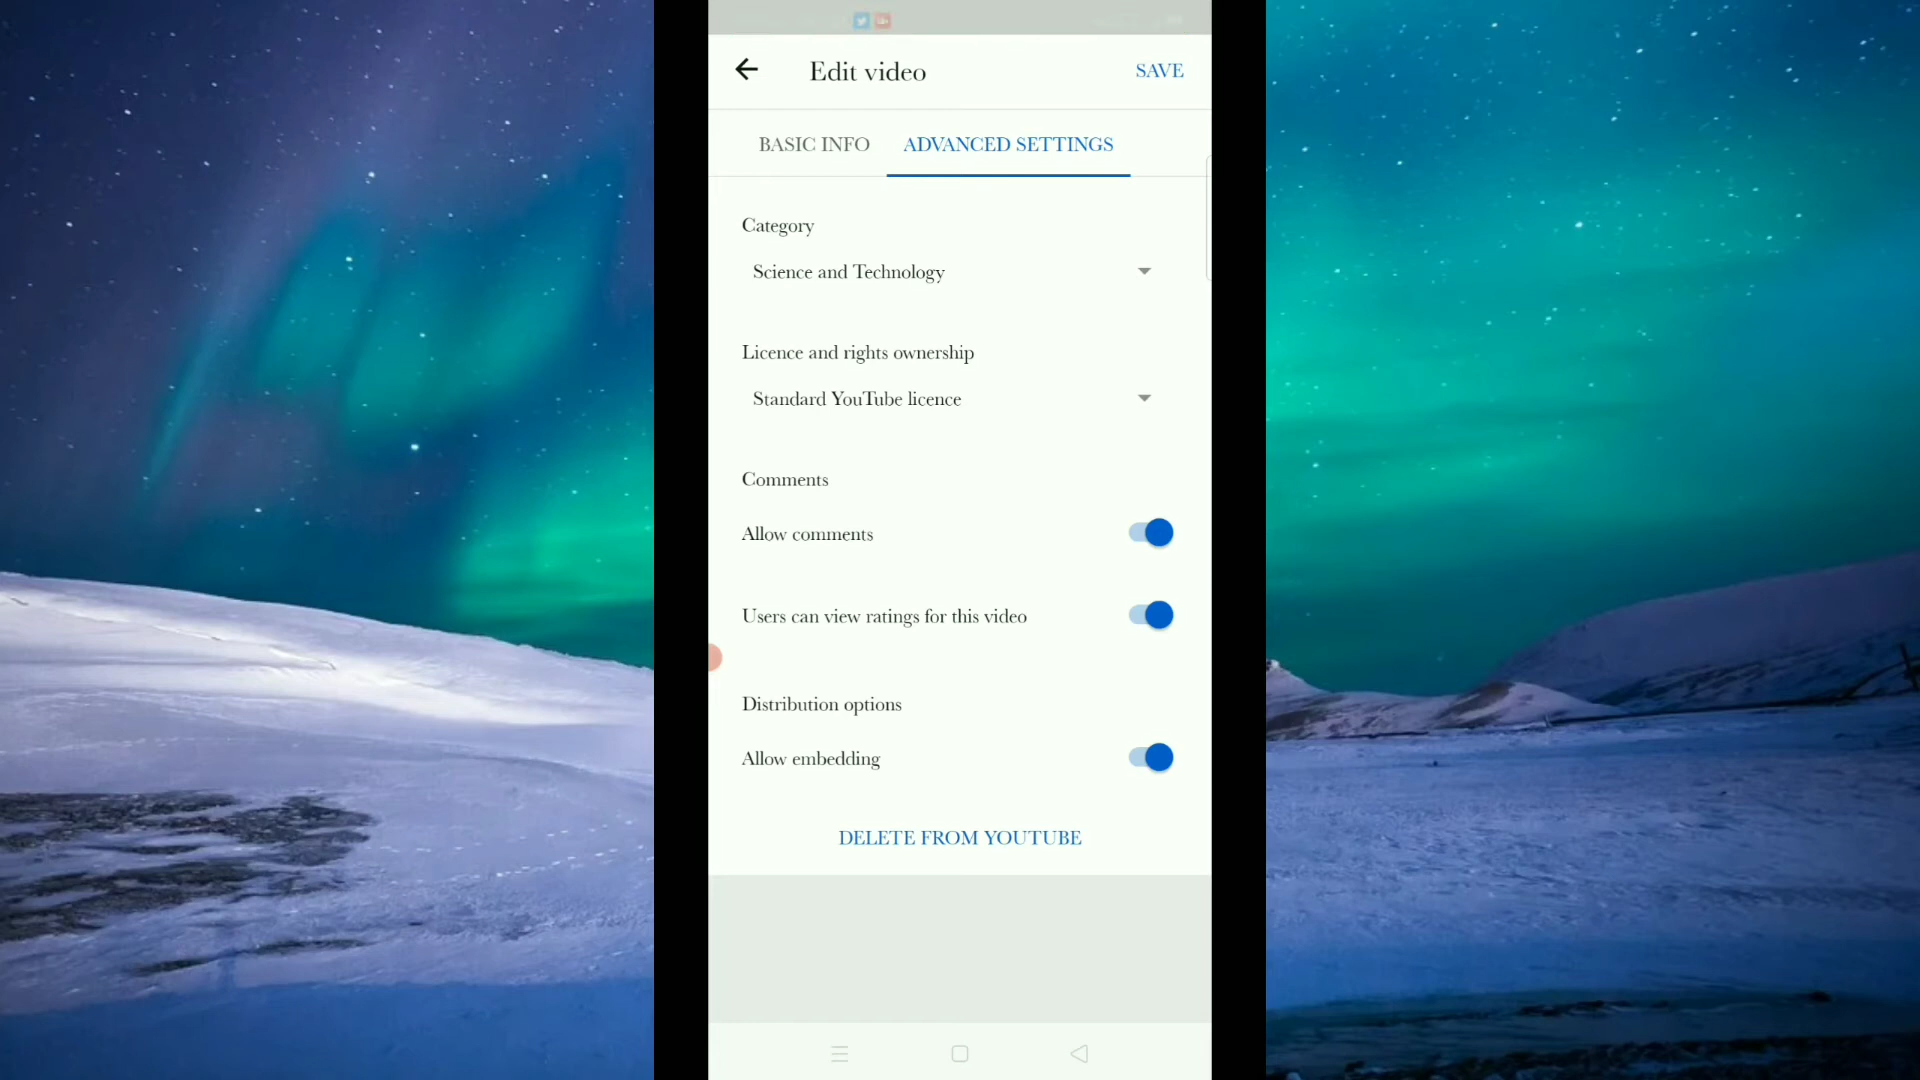 Edit video
SAVE
BASIC INFO
ADVANCED SETTINGS
Category
Science and Technology
Licence and rights ownership
Standard YouTube licence
Comments
Allow comments
Users can view ratings for this video
Distribution options
Allow embedding
DELETE FROM YOUTUBE